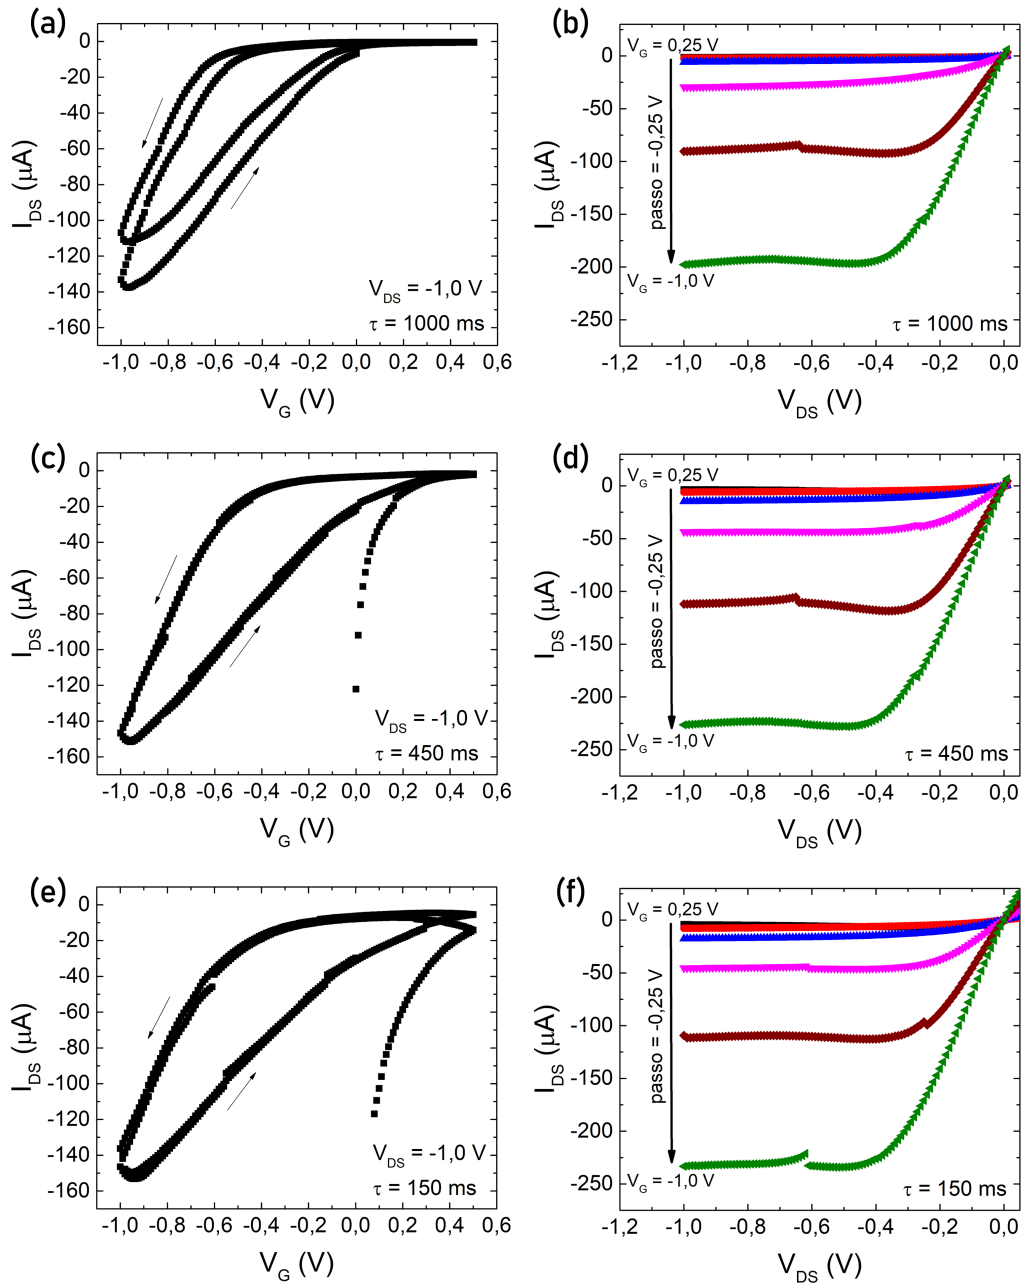 (a)
0
-20
-40
-60
-80
-100
-120
-140
-160
I_DS (μA)
V_DS = -1,0 V
τ = 1000 ms
-1,0 -0,8 -0,6 -0,4 -0,2 0,0 0,2 0,4 0,6
V_G (V)
(b)
V_G = 0,25 V
0
-50
-100
-150
-200
-250
I_DS (μA)
passo = -0,25 V
V_G = -1,0 V
τ = 1000 ms
-1,2 -1,0 -0,8 -0,6 -0,4 -0,2 0,0
V_DS (V)
(c)
0
-20
-40
-60
-80
-100
-120
-140
-160
I_DS (μA)
V_DS = -1,0 V
τ = 450 ms
-1,0 -0,8 -0,6 -0,4 -0,2 0,0 0,2 0,4 0,6
V_G (V)
(d)
V_G = 0,25 V
0
-50
-100
-150
-200
-250
I_DS (μA)
passo = -0,25 V
V_G = -1,0 V
τ = 450 ms
-1,2 -1,0 -0,8 -0,6 -0,4 -0,2 0,0
V_DS (V)
(e)
0
-20
-40
-60
-80
-100
-120
-140
-160
I_DS (μA)
V_DS = -1,0 V
τ = 150 ms
-1,0 -0,8 -0,6 -0,4 -0,2 0,0 0,2 0,4 0,6
V_G (V)
(f)
V_G = 0,25 V
0
-50
-100
-150
-200
-250
I_DS (μA)
passo = -0,25 V
V_G = -1,0 V
τ = 150 ms
-1,2 -1,0 -0,8 -0,6 -0,4 -0,2 0,0
V_DS (V)